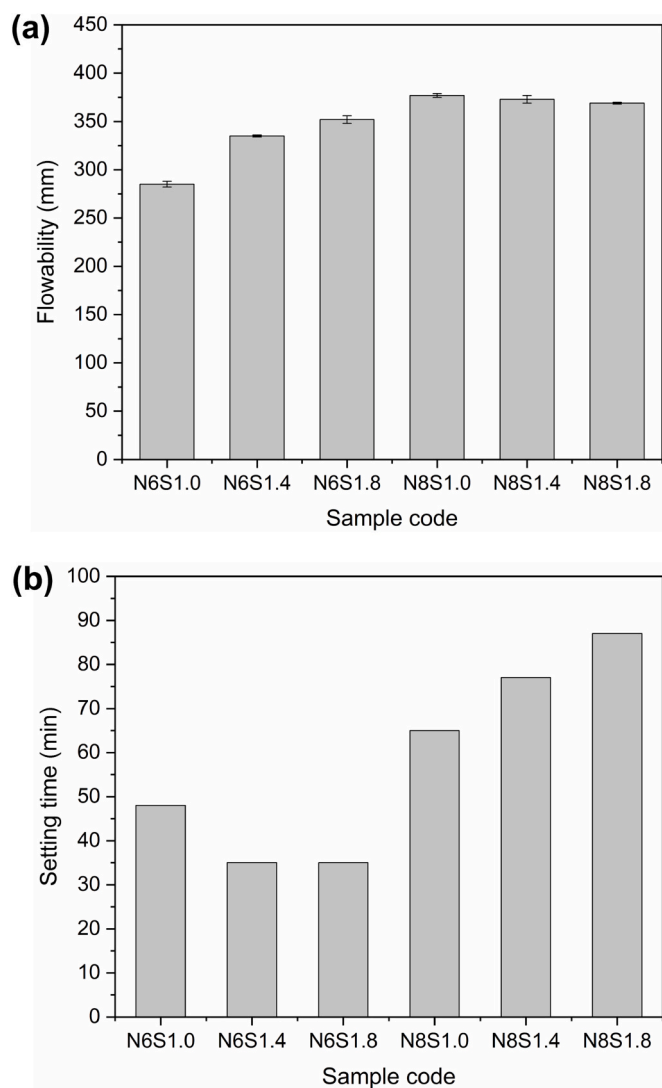 (a)
450
400
350
300
250
200
150
100
50
0
Flowability (mm)
N6S1.0 N6S1.4 N6S1.8 N8S1.0 N8S1.4 N8S1.8
Sample code
(b)
100
90
80
70
60
50
40
30
20
10
0
Setting time (min)
N6S1.0 N6S1.4 N6S1.8 N8S1.0 N8S1.4 N8S1.8
Sample code